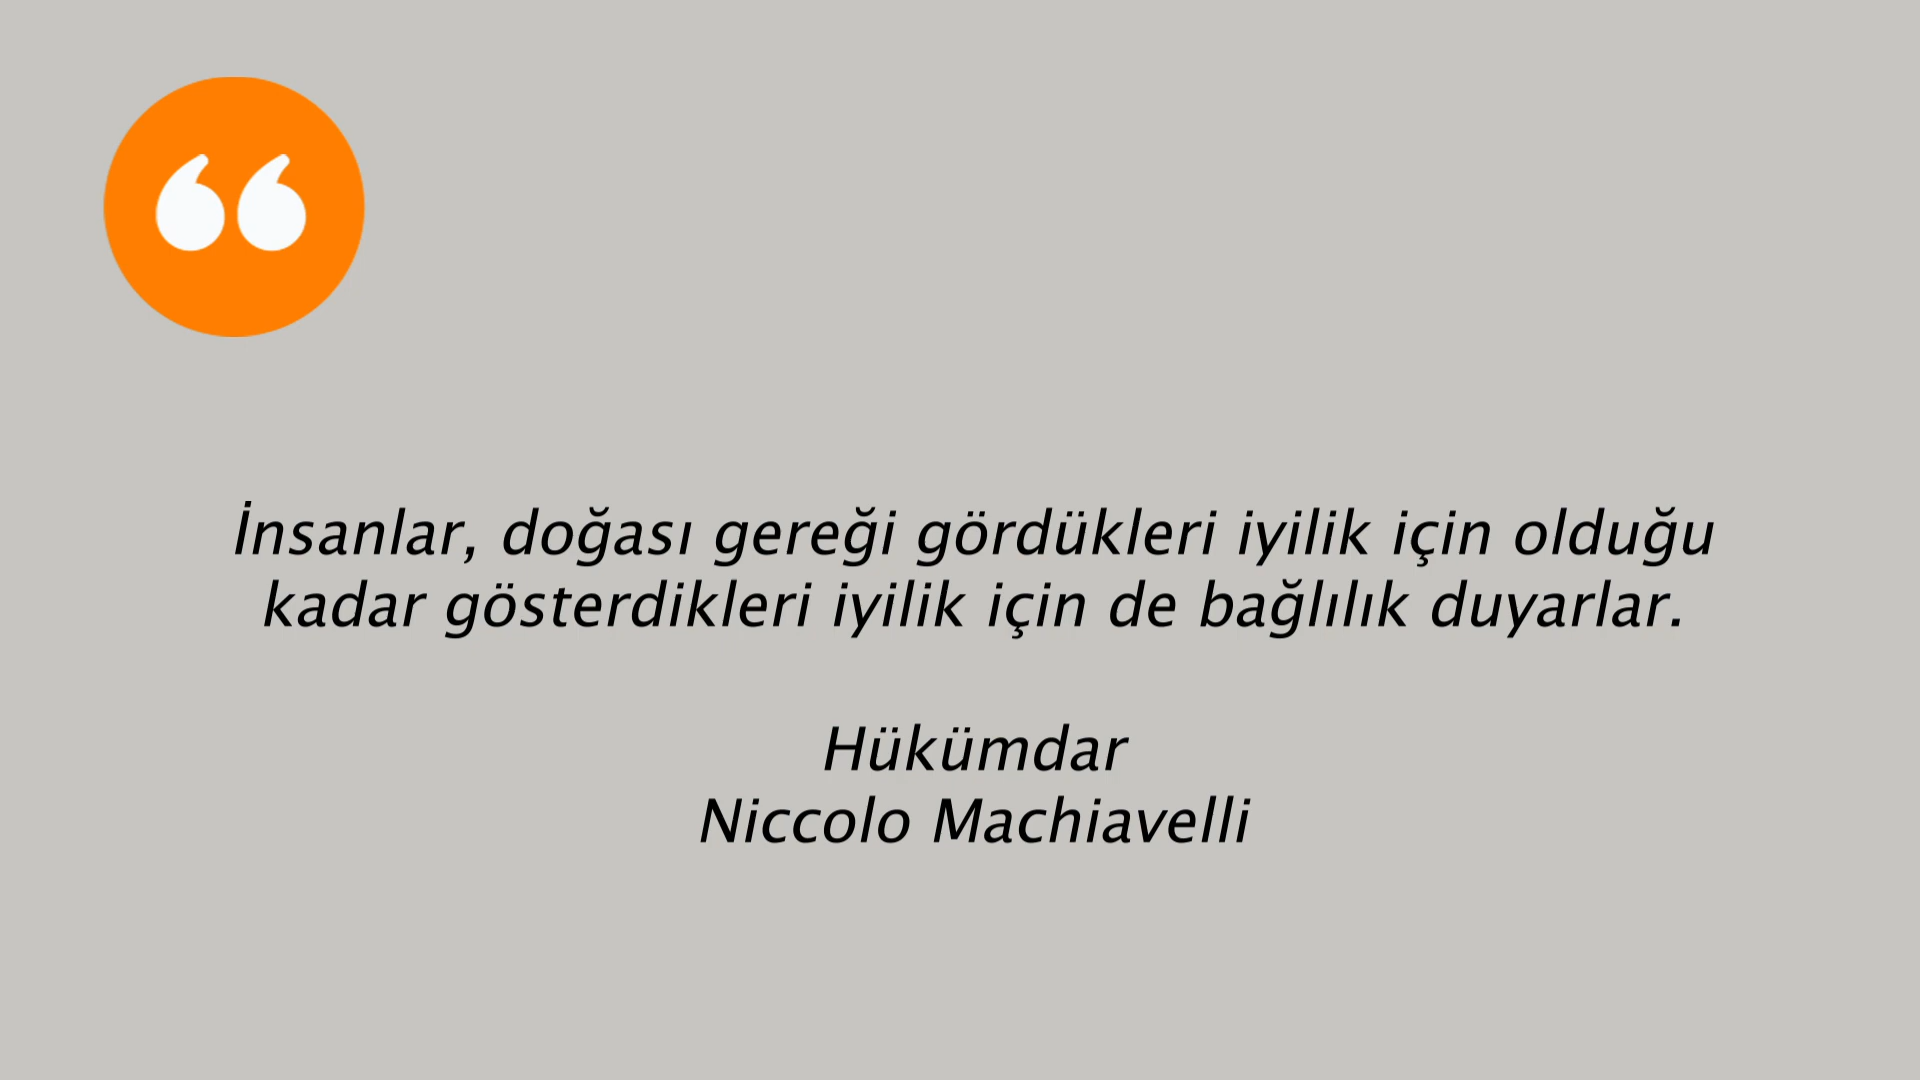 İnsanlar, doğası gereği gördükleri iyilik için olduğu
kadar gösterdikleri iyilik için de bağlılık duyarlar.
Hükümdar
Niccolo Machiavelli